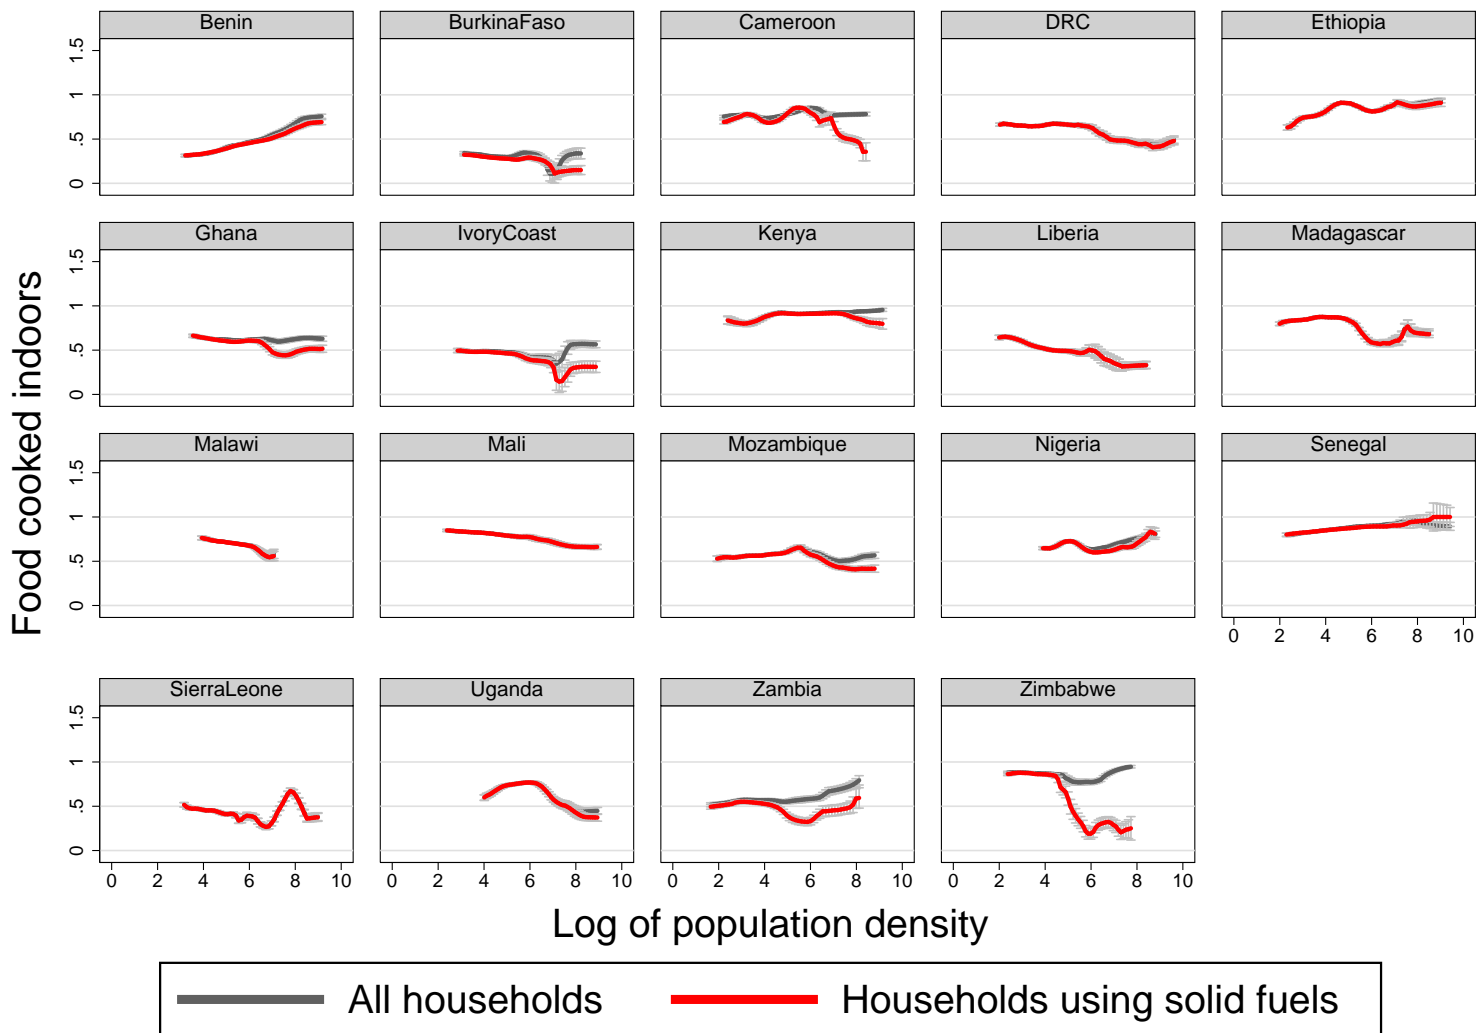 Food cooked indoors
Benin
BurkinaFaso
Cameroon
DRC
Ethiopia
0 .5 1 1.5
Ghana
IvoryCoast
Kenya
Liberia
Madagascar
0 .5 1 1.5
Malawi
Mali
Mozambique
Nigeria
Senegal
0 .5 1 1.5
0 2 4 6 8 10
SierraLeone
Uganda
Zambia
Zimbabwe
0 .5 1 1.5
0 2 4 6 8 10
0 2 4 6 8 10
0 2 4 6 8 10
0 2 4 6 8 10
Log of population density
All households
Households using solid fuels